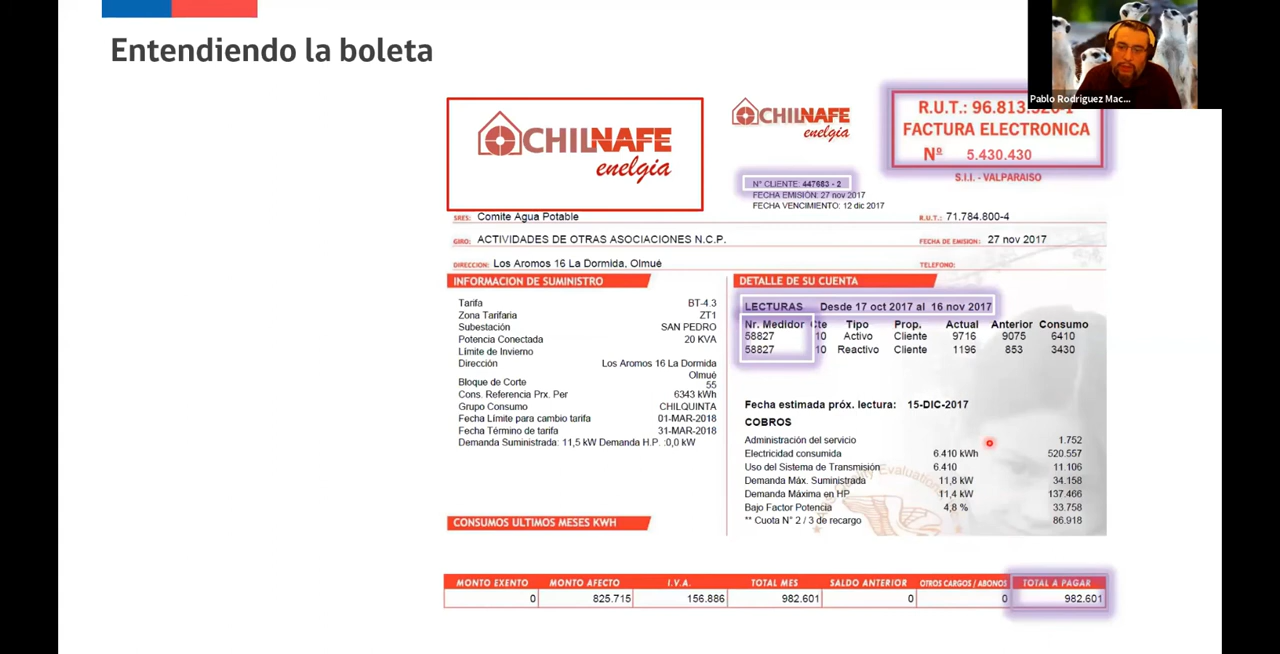 Entendiendo la boleta
Pablo Rodriguez Mac...
CHILNAFE
enelgia
CHILNAFE
enelgia
R.U.T.: 96.813.520-1
FACTURA ELECTRONICA
Nº 5.430.430
S.I.I. - VALPARAISO
N° CLIENTE: 447683 - 2
FECHA EMISIÓN: 27 nov 2017
FECHA VENCIMIENTO: 12 dic 2017
SRES: Comite Agua Potable
R.U.T.: 71.784.800-4
GIRO: ACTIVIDADES DE OTRAS ASOCIACIONES N.C.P.
FECHA DE EMISION: 27 nov 2017
DIRECCION: Los Aromos 16 La Dormida, Olmué
TELEFONO:
INFORMACION DE SUMINISTRO
Tarifa BT-4.3
Zona Tarifaria ZT1
Subestación SAN PEDRO
Potencia Conectada 20 KVA
Límite de Invierno
Dirección Los Aromos 16 La Dormida
Olmué
Bloque de Corte 55
Cons. Referencia Prx. Per 6343 kWh
Grupo Consumo CHILQUINTA
Fecha Límite para cambio tarifa 01-MAR-2018
Fecha Término de tarifa 31-MAR-2018
Demanda Suministrada: 11,5 kW Demanda H.P. :0,0 kW
CONSUMOS ULTIMOS MESES KWH
DETALLE DE SU CUENTA
LECTURAS Desde 17 oct 2017 al 16 nov 2017
Nr. Medidor Cte Tipo Prop. Actual Anterior Consumo
58827 10 Activo Cliente 9716 9075 6410
58827 10 Reactivo Cliente 1196 853 3430
Fecha estimada próx. lectura: 15-DIC-2017
COBROS
Administración del servicio 1.752
Electricidad consumida 6.410 kWh 520.557
Uso del Sistema de Transmisión 6.410 11.106
Demanda Máx. Suministrada 11,8 kW 34.158
Demanda Máxima en HP 11,4 kW 137.466
Bajo Factor Potencia 4,8 % 33.758
** Cuota N° 2 / 3 de recargo 86.918
MONTO EXENTO MONTO AFECTO I.V.A. TOTAL MES SALDO ANTERIOR OTROS CARGOS / ABONOS TOTAL A PAGAR
0 825.715 156.886 982.601 0 0 982.601